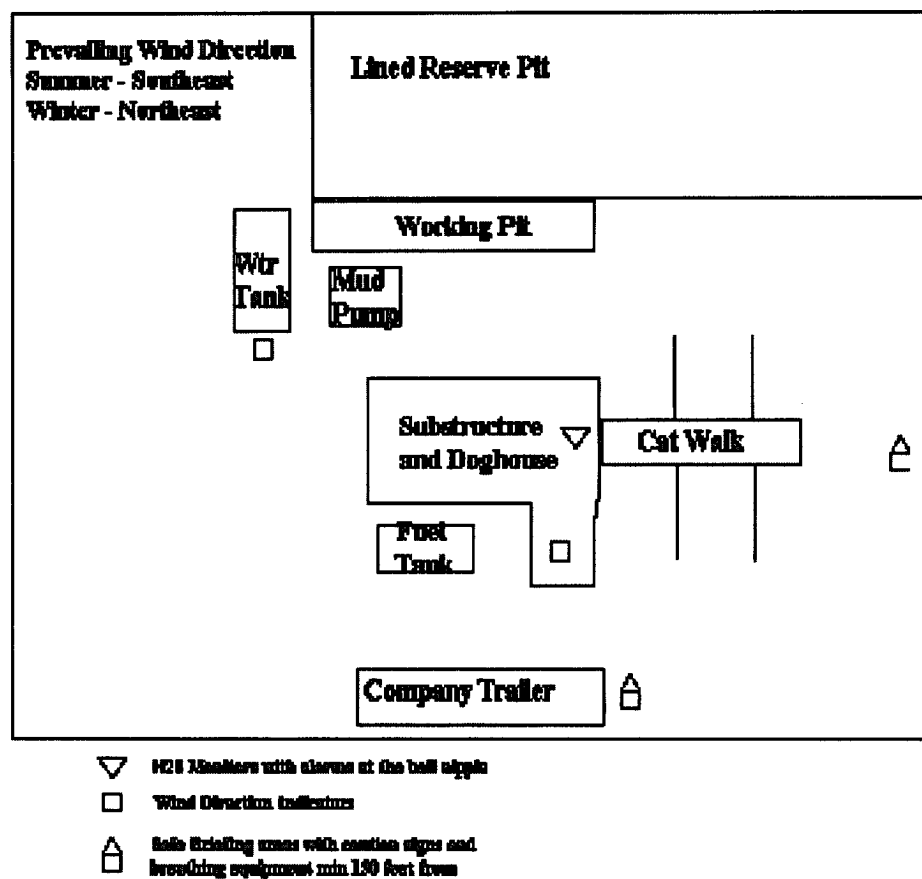 Prevailing Wind Direction
Summer - Southeast
Winter - Northeast
Lined Reserve Pit
Working Pit
Wtr
Tank
Mud
Pump
Substructure
and Doghouse
Cat Walk
Fuel
Tank
Company Trailer
H2S Monitors with alarms at the bell nipple
Wind Direction Indicators
Safe Briefing areas with caution signs and
breathing equipment min 150 feet from